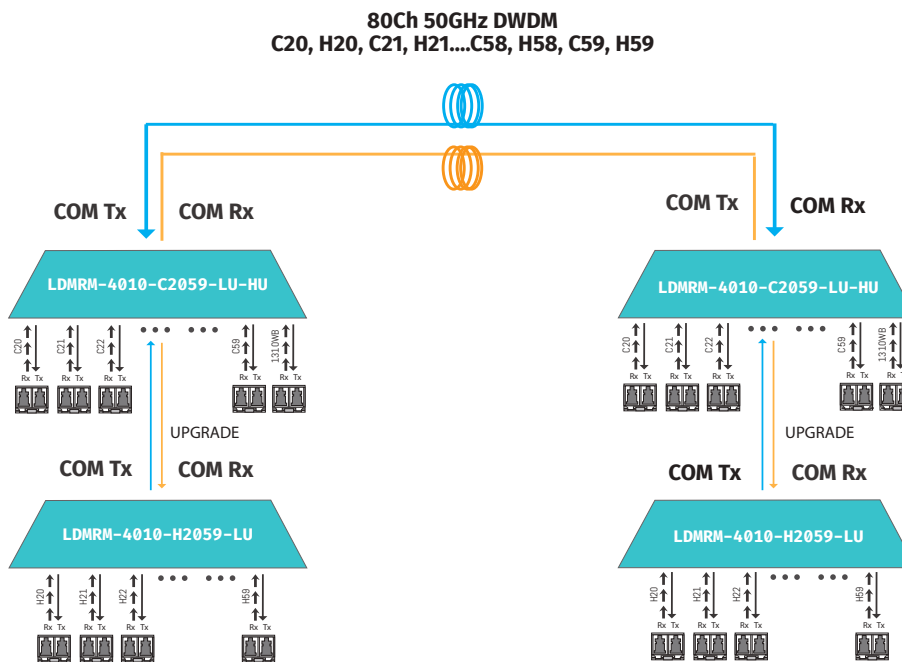 80Ch 50GHz DWDM
C20, H20, C21, H21....C58, H58, C59, H59
COM Tx COM Rx
COM Tx COM Rx
LDMRM-4010-C2059-LU-HU
LDMRM-4010-C2059-LU-HU
C20 C21 C22 C59 1310WB
Rx Tx Rx Tx Rx Tx Rx Tx Rx Tx
C20 C21 C22 C59 1310WB
Rx Tx Rx Tx Rx Tx Rx Tx Rx
UPGRADE
UPGRADE
COM Tx COM Rx
COM Tx COM Rx
LDMRM-4010-H2059-LU
LDMRM-4010-H2059-LU
H20 H21 H22 H59
Rx Tx Rx Tx Rx Tx Rx Tx
H20 H21 H22 H59
Rx Tx Rx Tx Rx Tx Rx Tx